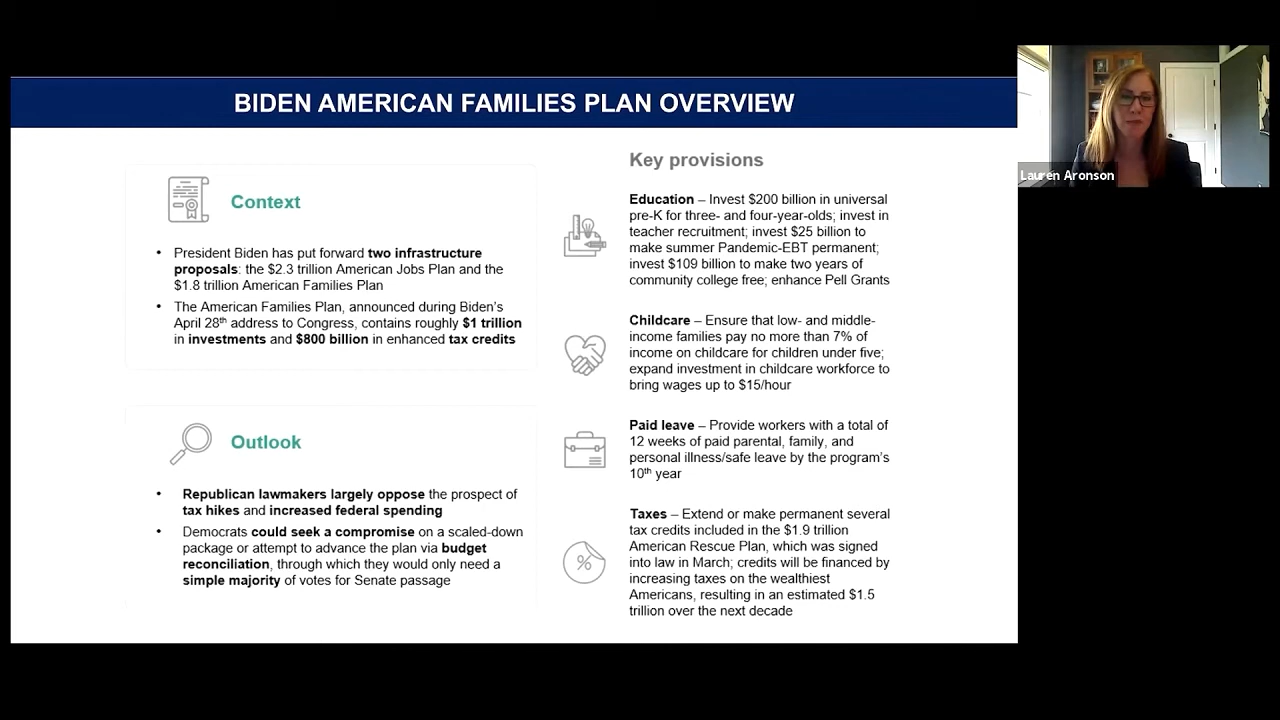 BIDEN AMERICAN FAMILIES PLAN OVERVIEW
Context
• President Biden has put forward two infrastructure
proposals: the $2.3 trillion American Jobs Plan and the
$1.8 trillion American Families Plan
• The American Families Plan, announced during Biden's
April 28th address to Congress, contains roughly $1 trillion
in investments and $800 billion in enhanced tax credits
Outlook
• Republican lawmakers largely oppose the prospect of
tax hikes and increased federal spending
• Democrats could seek a compromise on a scaled-down
package or attempt to advance the plan via budget
reconciliation, through which they would only need a
simple majority of votes for Senate passage
Key provisions
Education – Invest $200 billion in universal
pre-K for three- and four-year-olds; invest in
teacher recruitment; invest $25 billion to
make summer Pandemic-EBT permanent;
invest $109 billion to make two years of
community college free; enhance Pell Grants
Childcare – Ensure that low- and middle-
income families pay no more than 7% of
income on childcare for children under five;
expand investment in childcare workforce to
bring wages up to $15/hour
Paid leave – Provide workers with a total of
12 weeks of paid parental, family, and
personal illness/safe leave by the program's
10th year
%
Taxes – Extend or make permanent several
tax credits included in the $1.9 trillion
American Rescue Plan, which was signed
into law in March; credits will be financed by
increasing taxes on the wealthiest
Americans, resulting in an estimated $1.5
trillion over the next decade
Lauren Aronson